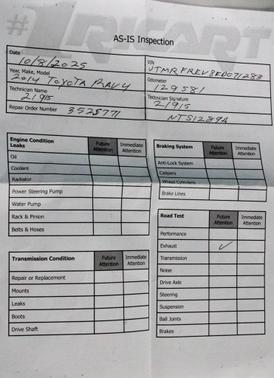 AS-IS Inspection
Date 10/8/2025
VIN
Year, Make, Model 2014 TOYOTA RAV4
Odometer 129581
Technician Name 21915
Technician Signature 21915
Repair Order Number 3525771
Engine Condition
Leaks
Future Attention
Immediate Attention
Oil
Coolant
Radiator
Power Steering Pump
Water Pump
Rack & Pinion
Belts & Hoses
Transmission Condition
Future Attention
Immediate Attention
Repair or Replacement
Mounts
Leaks
Boots
Drive Shaft
Braking System
Future Attention
Immediate Attention
Anti-Lock System
Calipers
Wheel Cylinders
Brake Lines
Road Test
Future Attention
Immediate Attention
Performance
Exhaust ✓
Transmission
Noise
Drive Axle
Steering
Suspension
Ball Joints
Brakes